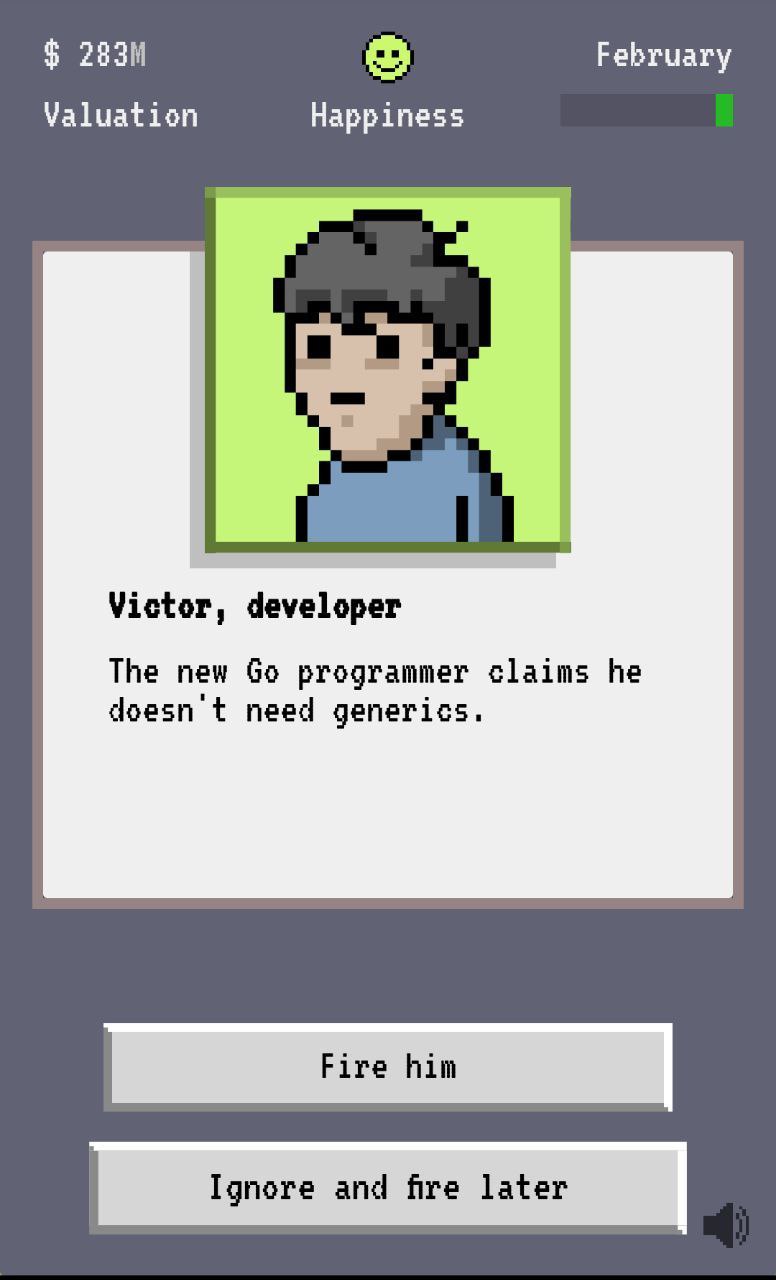 $ 283M
February
Valuation
Happiness
Victor, developer
The new Go programmer claims he
doesn't need generics.
Fire him
Ignore and fire later